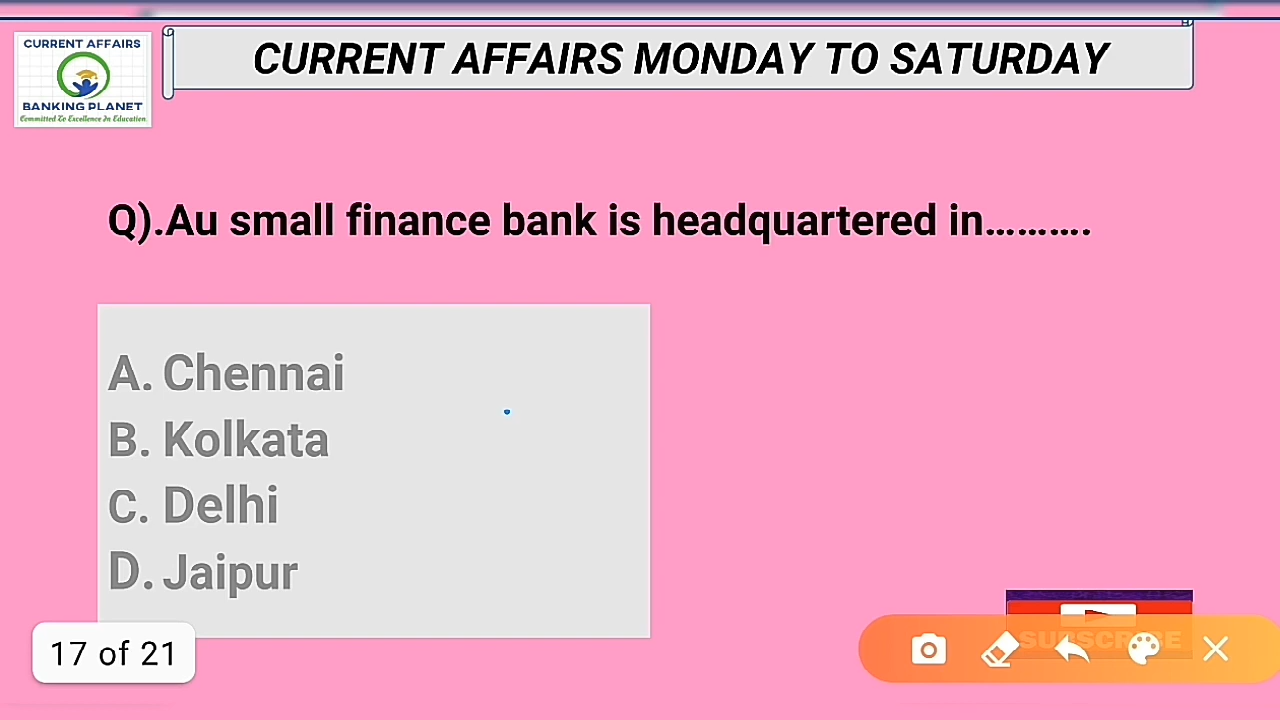 CURRENT AFFAIRS
BANKING PLANET
Committed To Excellence In Education.
CURRENT AFFAIRS MONDAY TO SATURDAY
Q).Au small finance bank is headquartered in..........
A. Chennai
B. Kolkata
C. Delhi
D. Jaipur
17 of 21
SUBSCRIBE